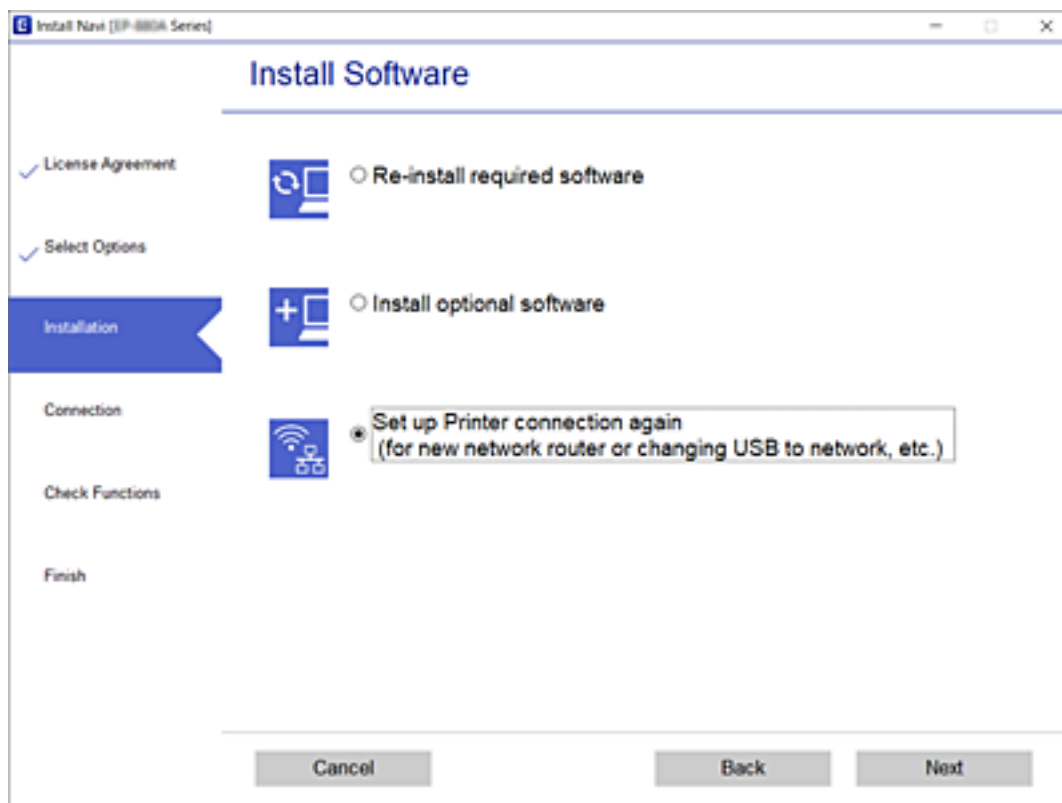 Install Navi [EP-880A Series]
Install Software
License Agreement
Select Options
Installation
Connection
Check Functions
Finish
Re-install required software
Install optional software
Set up Printer connection again
(for new network router or changing USB to network, etc.)
Cancel
Back
Next